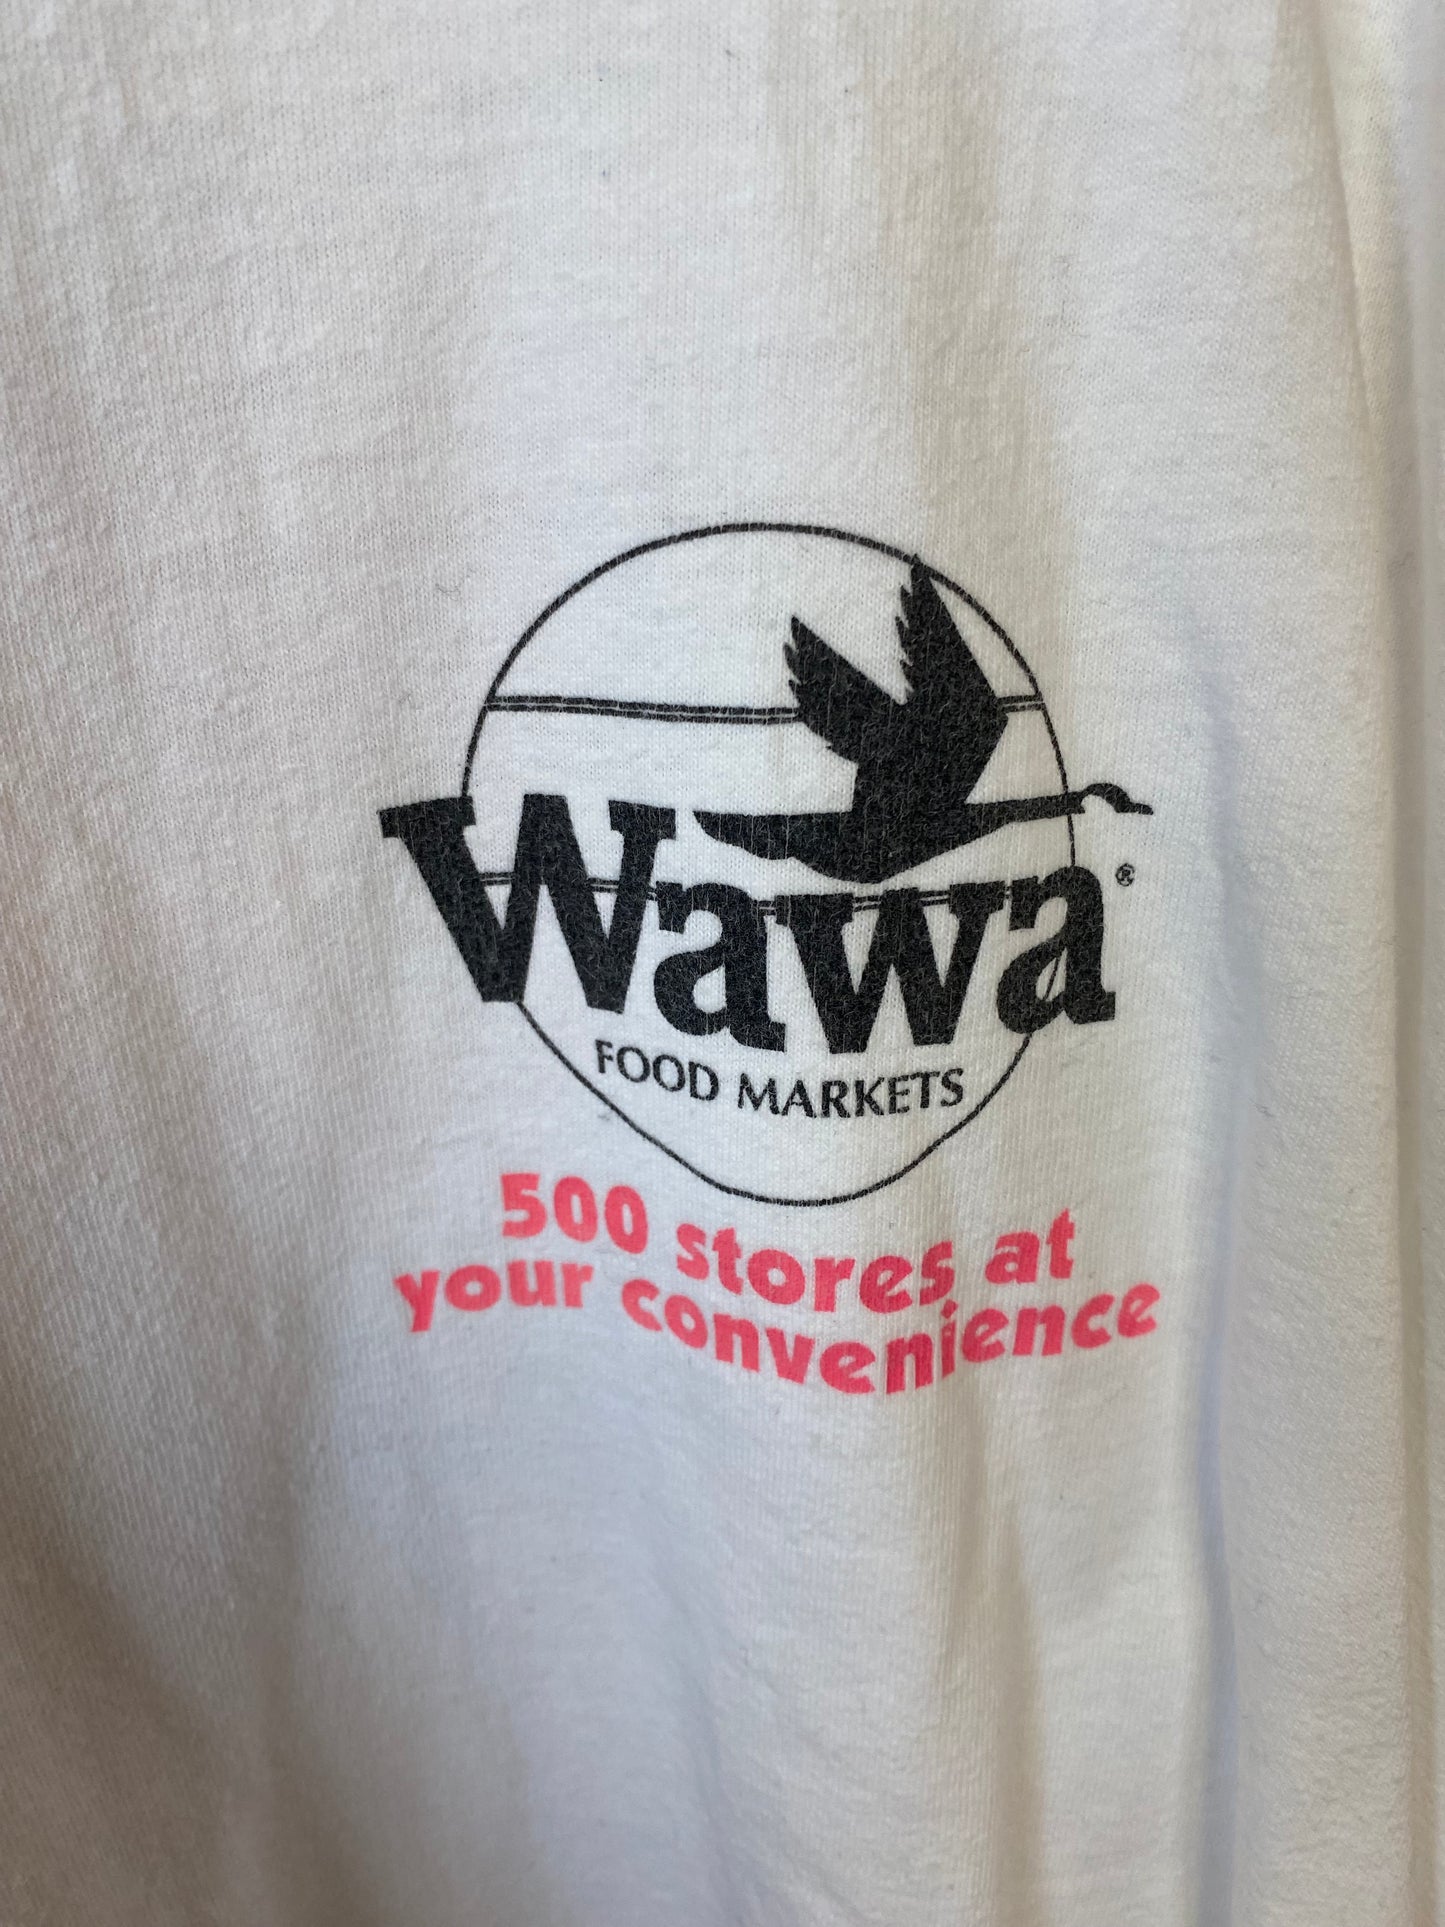 Wawa®
FOOD MARKETS
500 stores at
your convenience